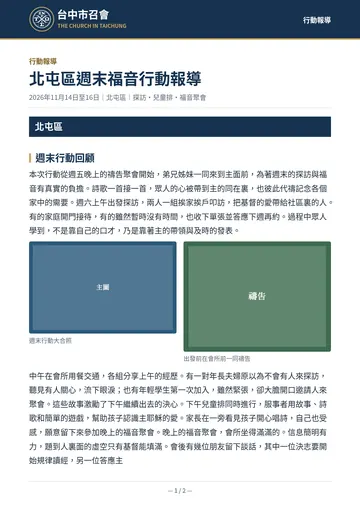 台中市召會
THE CHURCH IN TAICHUNG
行動報導
行動報導
北屯區週末福音行動報導
2026年11月14日至16日｜北屯區｜探訪・兒童排・福音聚會
北屯區
週末行動回顧
本次行動從週五晚上的禱告聚會開始，弟兄姊妹一同來到主面前，為著週末的探訪與福
音有真實的負擔。詩歌一首接一首，眾人的心被帶到主的同在裏，也彼此代禱記念各個
家中的需要。週六上午出發探訪，兩人一組挨家挨戶叩訪，把基督的愛帶給社區裏的人。
有的家庭開門接待，有的雖然暫時沒有時間，也收下單張並答應下週再約。過程中眾人
學到，不是靠自己的口才，乃是靠著主的帶領與及時的發表。
主圖
禱告
週末行動大合照
出發前在會所前一同禱告
中午在會所用餐交通，各組分享上午的經歷。有一對年長夫婦原以為不會有人來探訪，
聽見有人關心，流下眼淚；也有年輕學生第一次加入，雖然緊張，卻大膽開口邀請人來
聚會。這些故事激勵了下午繼續出去的決心。下午兒童排同時進行，服事者用故事、詩
歌和簡單的遊戲，幫助孩子認識主耶穌的愛。家長在一旁看見孩子開心唱詩，自己也受
感，願意留下來參加晚上的福音聚會。晚上的福音聚會，會所坐得滿滿的。信息簡明有
力，題到人裏面的虛空只有基督能填滿。會後有幾位朋友留下談話，其中一位決志要開
始規律讀經，另一位答應主
— 1 / 2 —